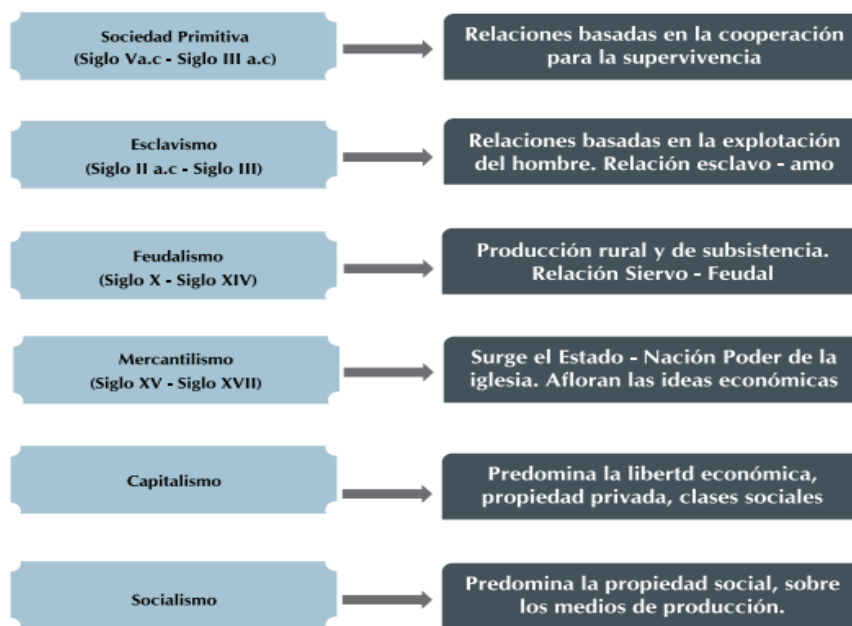 Sociedad Primitiva
(Siglo Va.c - Siglo III a.c)
Relaciones basadas en la cooperación
para la supervivencia
Esclavismo
(Siglo II a.c - Siglo III)
Relaciones basadas en la explotación
del hombre. Relación esclavo - amo
Feudalismo
(Siglo X - Siglo XIV)
Producción rural y de subsistencia.
Relación Siervo - Feudal
Mercantilismo
(Siglo XV - Siglo XVII)
Surge el Estado - Nación Poder de la
iglesia. Afloran las ideas económicas
Capitalismo
Predomina la libertd económica,
propiedad privada, clases sociales
Socialismo
Predomina la propiedad social, sobre
los medios de producción.